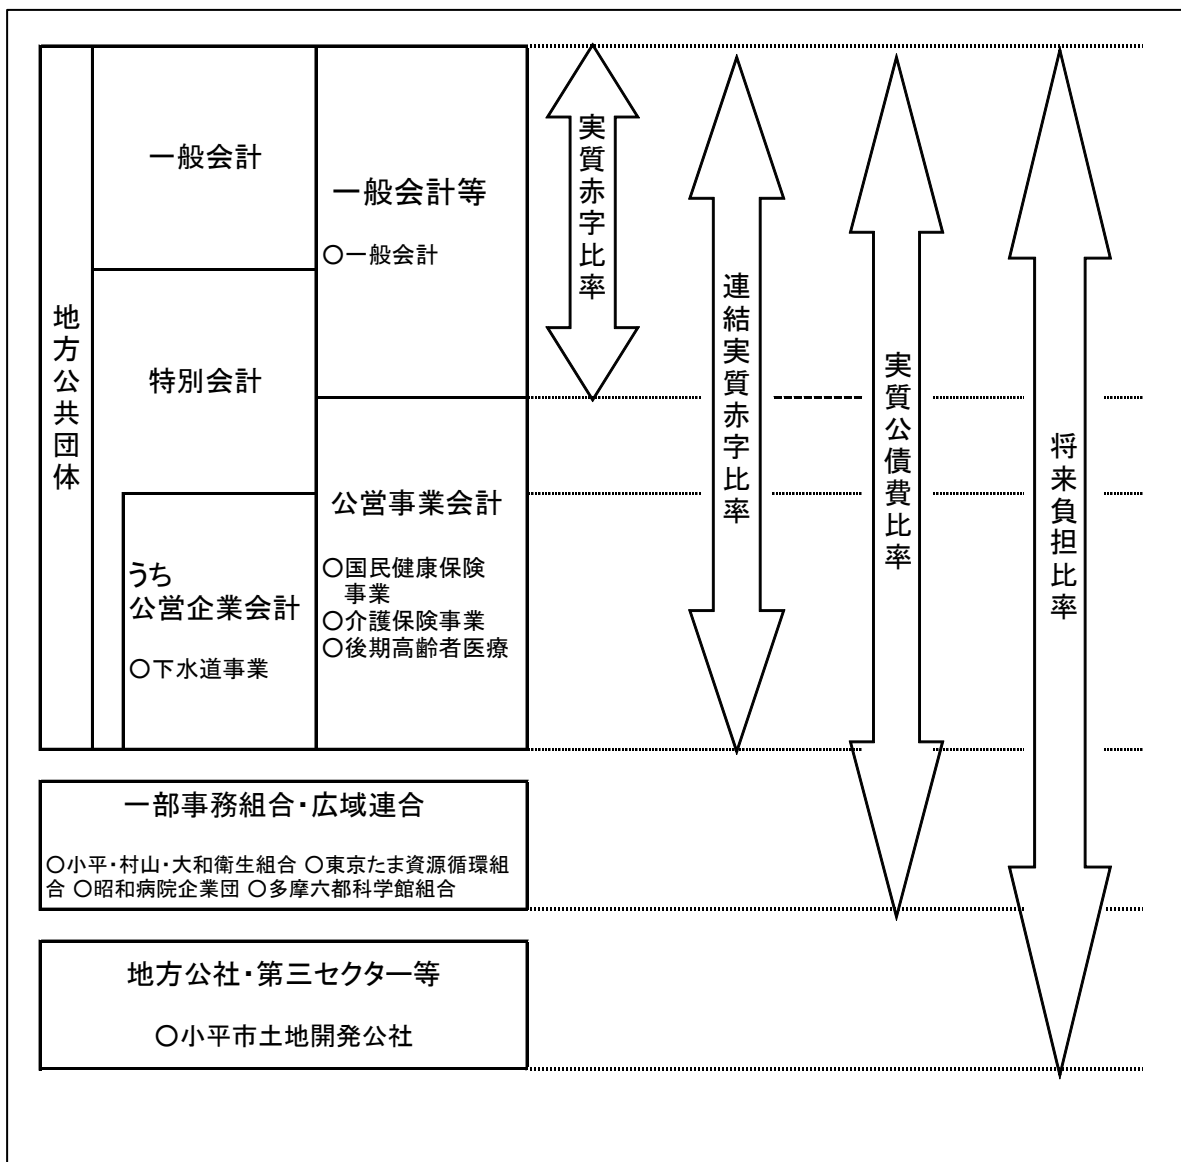 地方公共団体
一般会計
特別会計
うち
公営企業会計
○下水道事業
一般会計等
○一般会計
公営事業会計
○国民健康保険
事業
○介護保険事業
○後期高齢者医療
実質赤字比率
連結実質赤字比率
実質公債費比率
将来負担比率
一部事務組合・広域連合
○小平・村山・大和衛生組合 ○東京たま資源循環組
合 ○昭和病院企業団 ○多摩六都科学館組合
地方公社・第三セクター等
○小平市土地開発公社